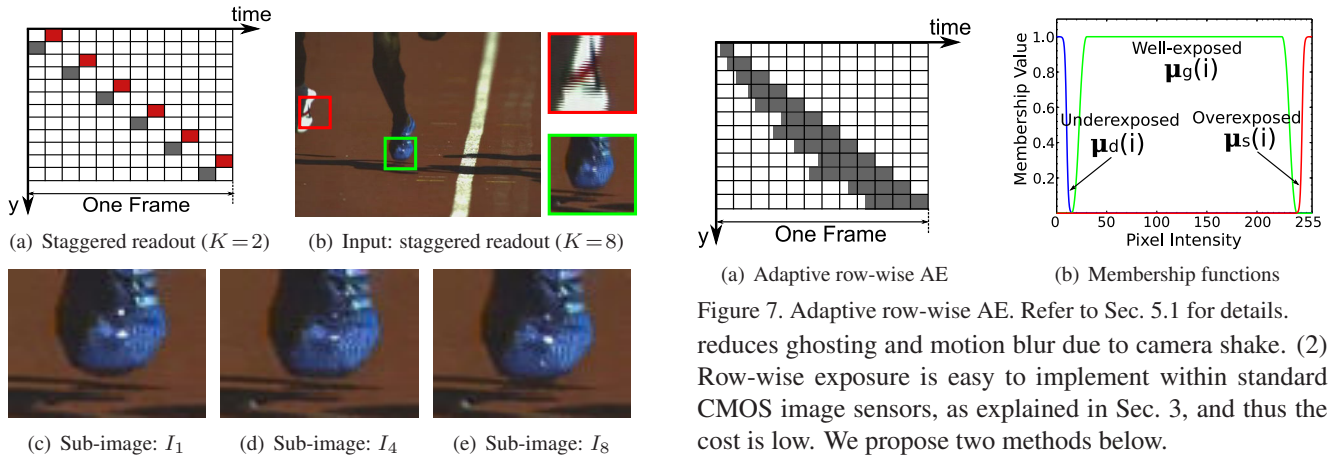 time
y
One Frame
(a) Staggered readout (K = 2)
(b) Input: staggered readout (K = 8)
(c) Sub-image: I1
(d) Sub-image: I4
(e) Sub-image: I8
time
y
One Frame
(a) Adaptive row-wise AE
Membership Value
1.0
0.8
0.6
0.4
0.2
Well-exposed
μg(i)
Underexposed
μd(i)
Overexposed
μs(i)
0 50 100 150 200 255
Pixel Intensity
(b) Membership functions
Figure 7. Adaptive row-wise AE. Refer to Sec. 5.1 for details.
reduces ghosting and motion blur due to camera shake. (2)
Row-wise exposure is easy to implement within standard
CMOS image sensors, as explained in Sec. 3, and thus the
cost is low. We propose two methods below.